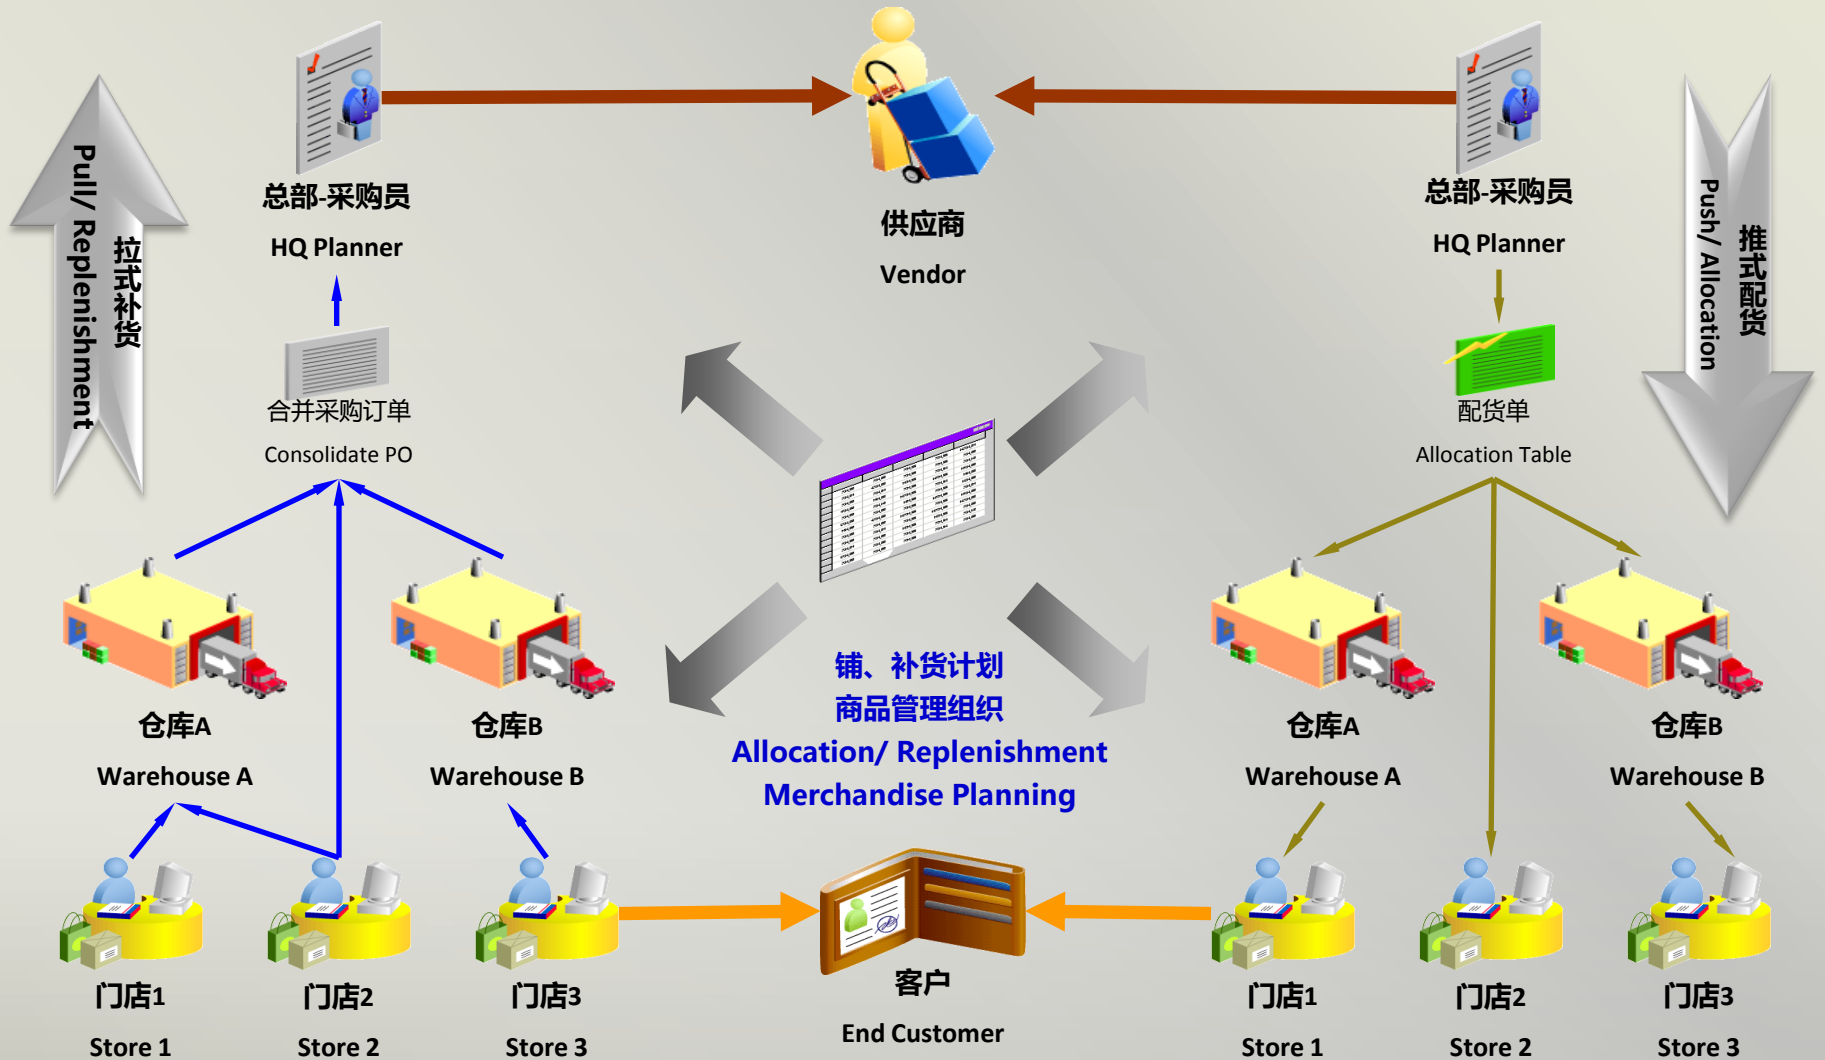 Pull/ Replenishment
拉式补货
总部-采购员
HQ Planner
合并采购订单
Consolidate PO
仓库A
Warehouse A
仓库B
Warehouse B
门店1
Store 1
门店2
Store 2
门店3
Store 3
供应商
Vendor
铺、补货计划
商品管理组织
Allocation/ Replenishment
Merchandise Planning
客户
End Customer
总部-采购员
HQ Planner
配货单
Allocation Table
仓库A
Warehouse A
仓库B
Warehouse B
门店1
Store 1
门店2
Store 2
门店3
Store 3
推式配货
Push/ Allocation